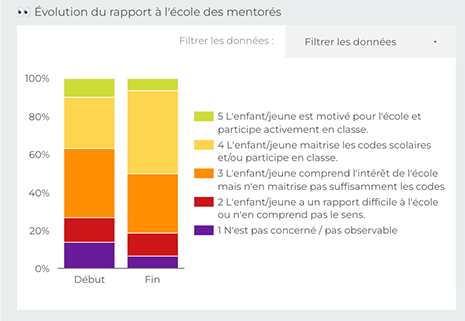 👀 Évolution du rapport à l'école des mentorés
Filtrer les données :
Filtrer les données
100%
80%
60%
40%
20%
0%
Début
Fin
5 L'enfant/jeune est motivé pour l'école et
participe activement en classe.
4 L'enfant/jeune maitrise les codes scolaires
et/ou participe en classe.
3 L'enfant/jeune comprend l'intérêt de l'école
mais n'en maitrise pas suffisamment les codes
2 L'enfant/jeune a un rapport difficile à l'école
ou n'en comprend pas le sens.
1 N'est pas concerné / pas observable